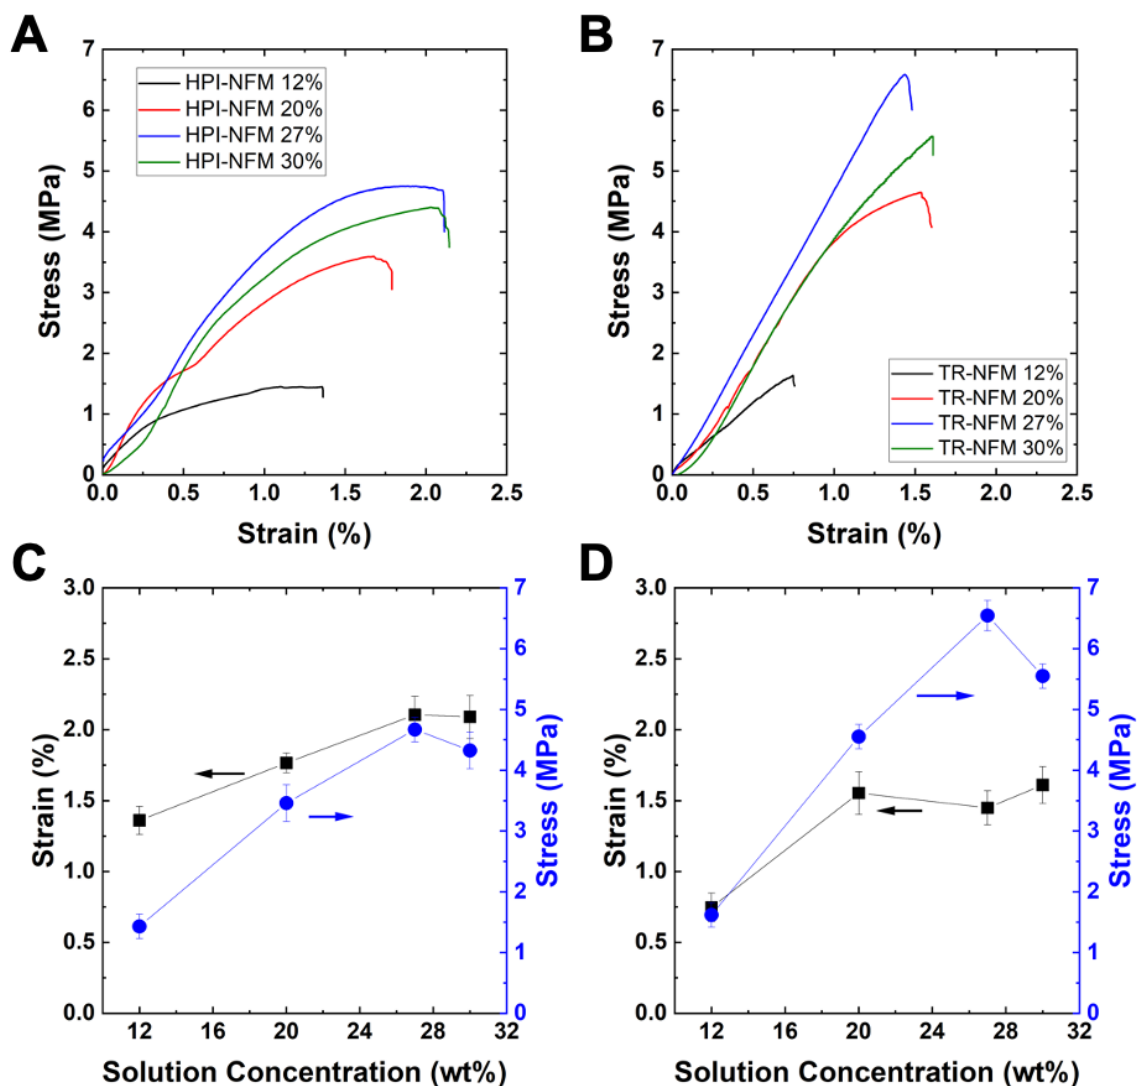 A
7
6
5
4
3
2
1
0
Stress (MPa)
HPI-NFM 12%
HPI-NFM 20%
HPI-NFM 27%
HPI-NFM 30%
0.0 0.5 1.0 1.5 2.0 2.5
Strain (%)
B
7
6
5
4
3
2
1
0
Stress (MPa)
TR-NFM 12%
TR-NFM 20%
TR-NFM 27%
TR-NFM 30%
0.0 0.5 1.0 1.5 2.0 2.5
Strain (%)
C
3.0
2.5
2.0
1.5
1.0
0.5
0.0
Strain (%)
7
6
5
4
3
2
1
0
Stress (MPa)
12 16 20 24 28 32
Solution Concentration (wt%)
D
3.0
2.5
2.0
1.5
1.0
0.5
0.0
Strain (%)
7
6
5
4
3
2
1
0
Stress (MPa)
12 16 20 24 28 32
Solution Concentration (wt%)